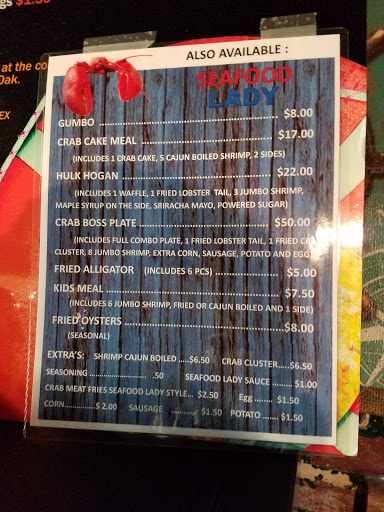 $1.50
at the co
Oak.
EX
ALSO AVAILABLE :
SEAFOOD
LADY
GUMBO ........ $8.00
CRAB CAKE MEAL ........ $17.00
(INCLUDES 1 CRAB CAKE, 5 CAJUN BOILED SHRIMP, 2 SIDES)
HULK HOGAN ........ $22.00
(INCLUDES 1 WAFFLE, 1 FRIED LOBSTER TAIL, 3 JUMBO SHRIMP,
MAPLE SYRUP ON THE SIDE, SRIRACHA MAYO, POWERED SUGAR)
CRAB BOSS PLATE........ $50.00
(INCLUDES FULL COMBO PLATE, 1 FRIED LOBSTER TAIL, 1 FRIED
CLUSTER, 8 JUMBO SHRIMP, EXTRA CORN, SAUSAGE, POTATO AND EGG
FRIED ALLIGATOR (INCLUDES 6 PCS) ........ $5.00
KIDS MEAL ........ $7.50
(INCLUDES 6 JUMBO SHRIMP, FRIED OR CAJUN BOILED AND 1 SIDE)
FRIED OYSTERS ........ $8.00
(SEASONAL)
EXTRA'S: SHRIMP CAJUN BOILED .....$6.50 CRAB CLUSTER.....$6.50
SEASONING ........ .50 SEAFOOD LADY SAUCE ........ $1.00
CRAB MEAT FRIES SEAFOOD LADY STYLE... $2.50 Egg ........ $1.50
CORN........$ 2.00 SAUSAGE ........ $1.50 POTATO ....... $1.50